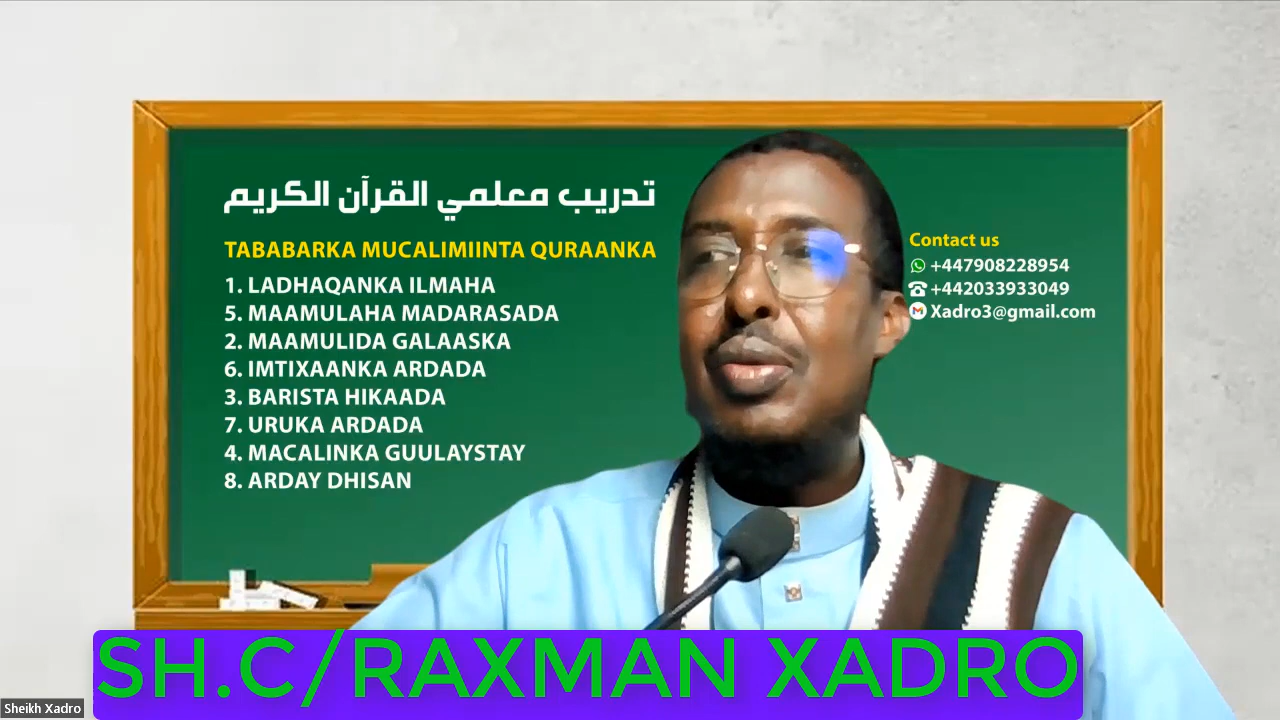 تدريب معلمي القرآن الكريم
TABABARKA MUCALIMIINTA QURAANKA
1. LADHAQANKA ILMAHA
5. MAAMULAHA MADARASADA
2. MAAMULIDA GALAASKA
6. IMTIXAANKA ARDADA
3. BARISTA HIKAADA
7. URUKA ARDADA
4. MACALINKA GUULAYSTAY
8. ARDAY DHISAN
Contact us
+447908228954
+442033933049
Xadro3@gmail.com
SH.C/RAXMAN XADRO
Sheikh Xadro